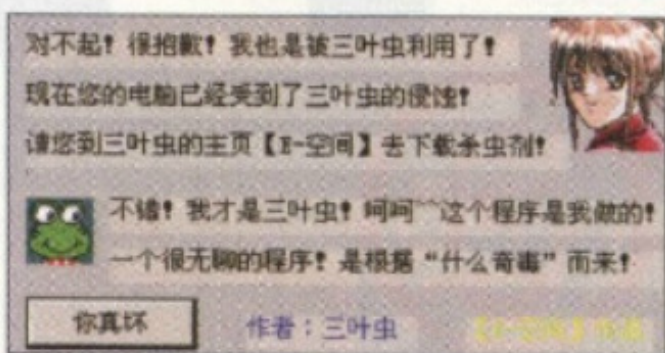 对不起！很抱歉！我也是被三叶虫利用了！
现在您的电脑已经受到了三叶虫的侵蚀！
请您到三叶虫的主页【E-空间】去下载杀虫剂！
不错！我才是三叶虫！呵呵^^这个程序是我做的！
一个很无聊的程序！是根据“什么奇毒”而来！
你真坏
作者：三叶虫